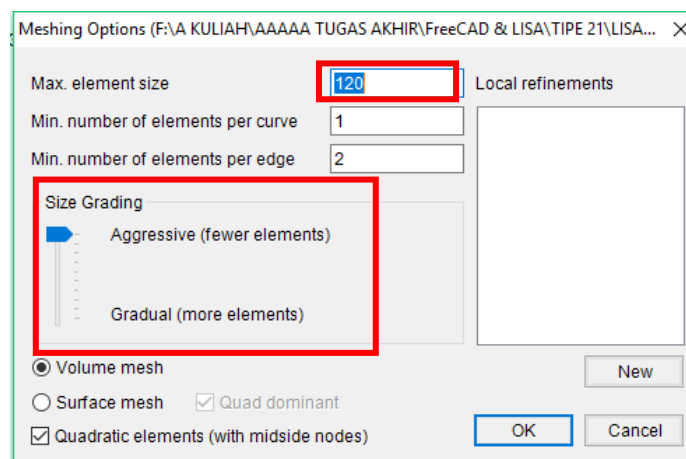 Meshing Options (F:\A KULIAH\AAAAA TUGAS AKHIR\FreeCAD & LISA\TIPE 21\LISA...
Max. element size 120 Local refinements
Min. number of elements per curve 1
Min. number of elements per edge 2
Size Grading
Aggressive (fewer elements)
Gradual (more elements)
Volume mesh
New
Surface mesh Quad dominant
Quadratic elements (with midside nodes)
OK Cancel